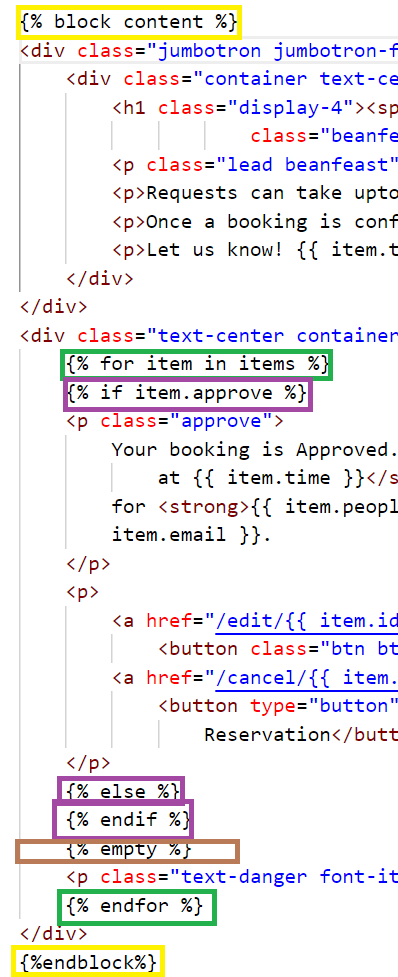 {% block content %}
<div class="jumbotron jumbotron-f
<div class="container text-ce
<h1 class="display-4"><sp
class="beanfe
<p class="lead beanfeast"
<p>Requests can take upto
<p>Once a booking is conf
<p>Let us know! {{ item.t
</div>
</div>
<div class="text-center container
{% for item in items %}
{% if item.approve %}
<p class="approve">
Your booking is Approved.
at {{ item.time }}</s
for <strong>{{ item.peopl
item.email }}.
</p>
<p>
<a href="/edit/{{ item.id
<button class="btn bt
<a href="/cancel/{{ item.
<button type="button"
Reservation</butt
</p>
{% else %}
{% endif %}
{% empty %}
<p class="text-danger font-it
{% endfor %}
</div>
{%endblock%}